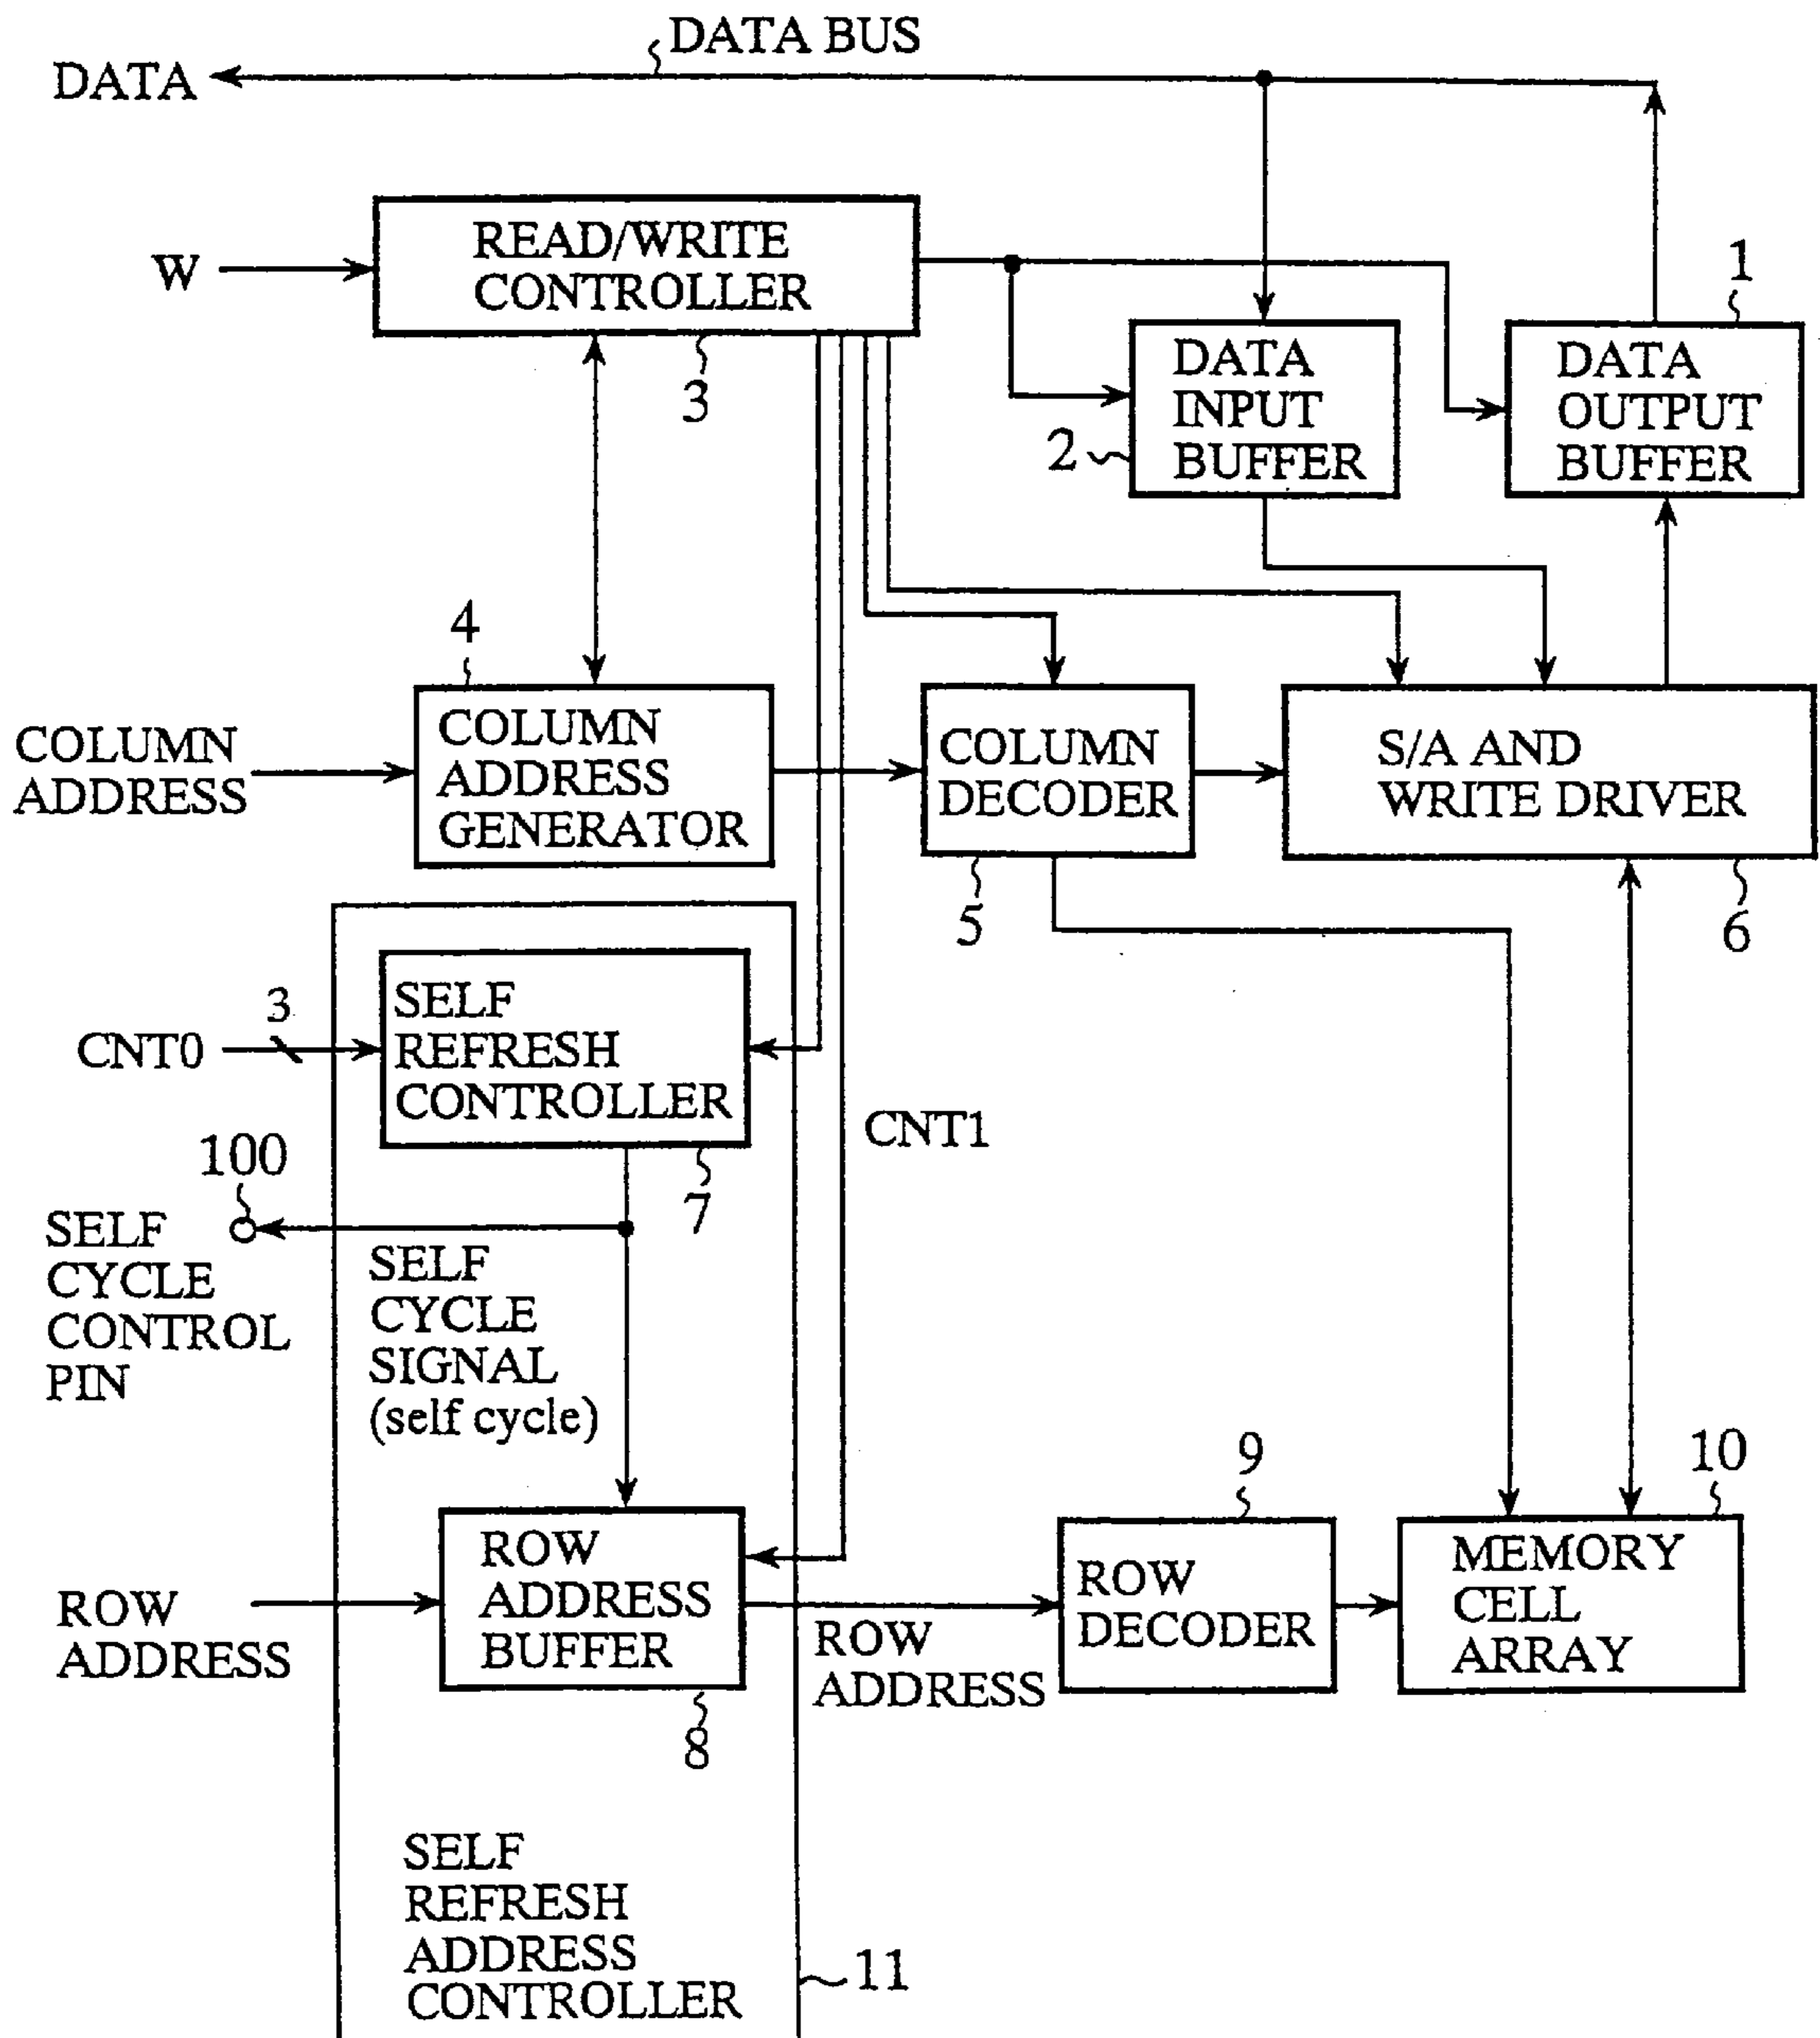 DATA BUS
DATA
W
READ/WRITE
CONTROLLER
3
1
DATA
INPUT
BUFFER
2
DATA
OUTPUT
BUFFER
4
COLUMN
ADDRESS
COLUMN
ADDRESS
GENERATOR
COLUMN
DECODER
5
S/A AND
WRITE DRIVER
6
CNT0
3
SELF
REFRESH
CONTROLLER
7
CNT1
100
SELF
CYCLE
CONTROL
PIN
SELF
CYCLE
SIGNAL
(self cycle)
ROW
ADDRESS
ROW
ADDRESS
BUFFER
8
ROW
ADDRESS
9
ROW
DECODER
10
MEMORY
CELL
ARRAY
SELF
REFRESH
ADDRESS
CONTROLLER
11